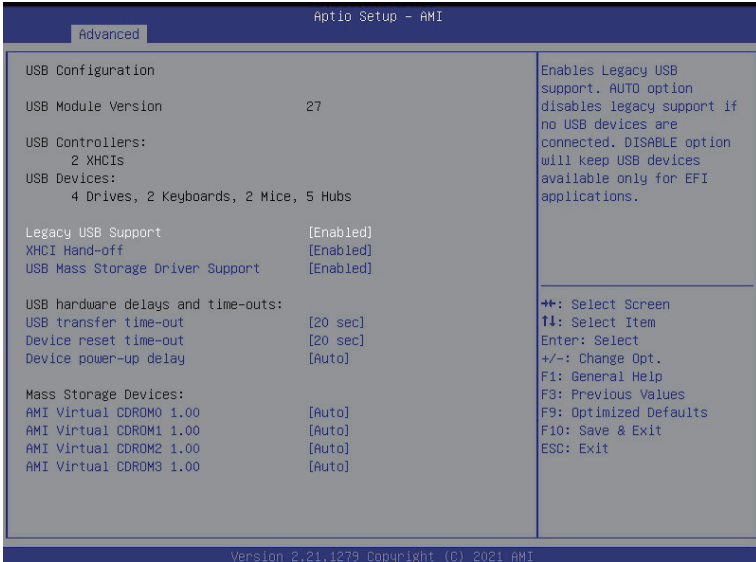 Aptio Setup – AMI
Advanced
USB Configuration
USB Module Version 27
USB Controllers:
2 XHCIs
USB Devices:
4 Drives, 2 Keyboards, 2 Mice, 5 Hubs
Legacy USB Support [Enabled]
XHCI Hand-off [Enabled]
USB Mass Storage Driver Support [Enabled]
USB hardware delays and time-outs:
USB transfer time-out [20 sec]
Device reset time-out [20 sec]
Device power-up delay [Auto]
Mass Storage Devices:
AMI Virtual CDROM0 1.00 [Auto]
AMI Virtual CDROM1 1.00 [Auto]
AMI Virtual CDROM2 1.00 [Auto]
AMI Virtual CDROM3 1.00 [Auto]
Enables Legacy USB
support. AUTO option
disables legacy support if
no USB devices are
connected. DISABLE option
will keep USB devices
available only for EFI
applications.
→←: Select Screen
↑↓: Select Item
Enter: Select
+/-: Change Opt.
F1: General Help
F3: Previous Values
F9: Optimized Defaults
F10: Save & Exit
ESC: Exit
Version 2.21.1279 Copyright (C) 2021 AMI